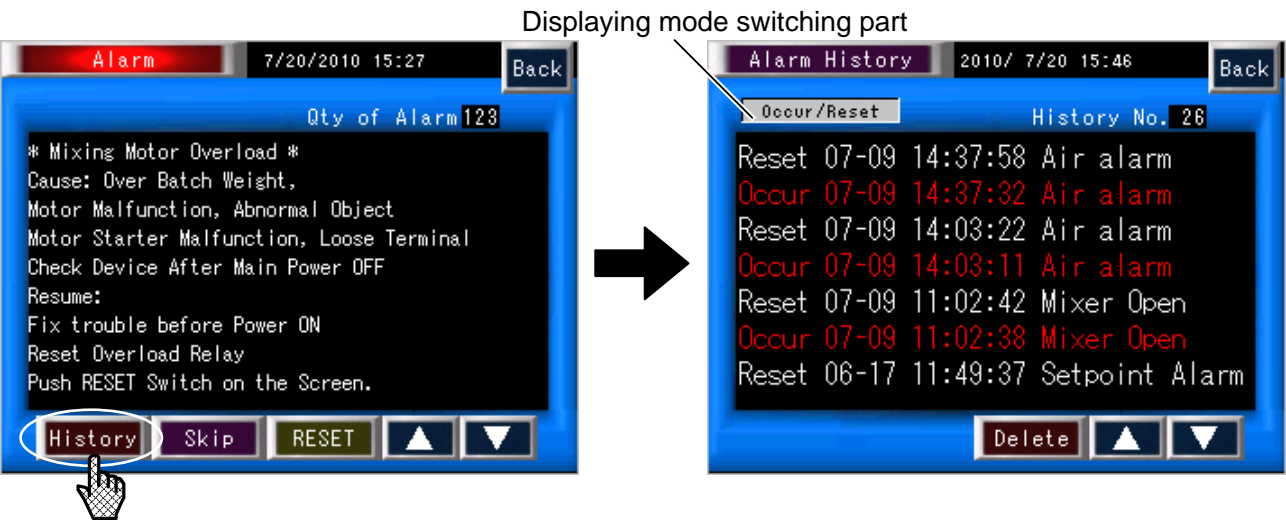 Displaying mode switching part
Alarm 7/20/2010 15:27 Back
Qty of Alarm 123
* Mixing Motor Overload *
Cause: Over Batch Weight,
Motor Malfunction, Abnormal Object
Motor Starter Malfunction, Loose Terminal
Check Device After Main Power OFF
Resume:
Fix trouble before Power ON
Reset Overload Relay
Push RESET Switch on the Screen.
History Skip RESET
Alarm History 2010/ 7/20 15:46 Back
Occur/Reset History No. 26
Reset 07-09 14:37:58 Air alarm
Occur 07-09 14:37:32 Air alarm
Reset 07-09 14:03:22 Air alarm
Occur 07-09 14:03:11 Air alarm
Reset 07-09 11:02:42 Mixer Open
Occur 07-09 11:02:38 Mixer Open
Reset 06-17 11:49:37 Setpoint Alarm
Delete